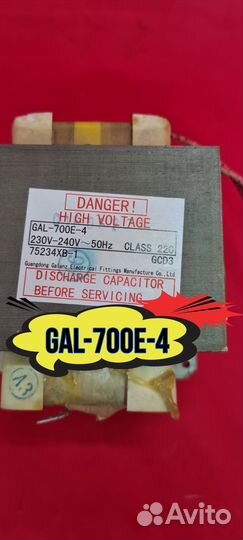 DANGER!
HIGH VOLTAGE
GAL-700E-4
230V-240V~50Hz CLASS 220
75234XB-1 GCD3
Guangdong Galanz Electrical Fittings Manufacture Co.,Ltd
DISCHARGE CAPACITOR
BEFORE SERVICING
GAL-700E-4
A.3
Avito